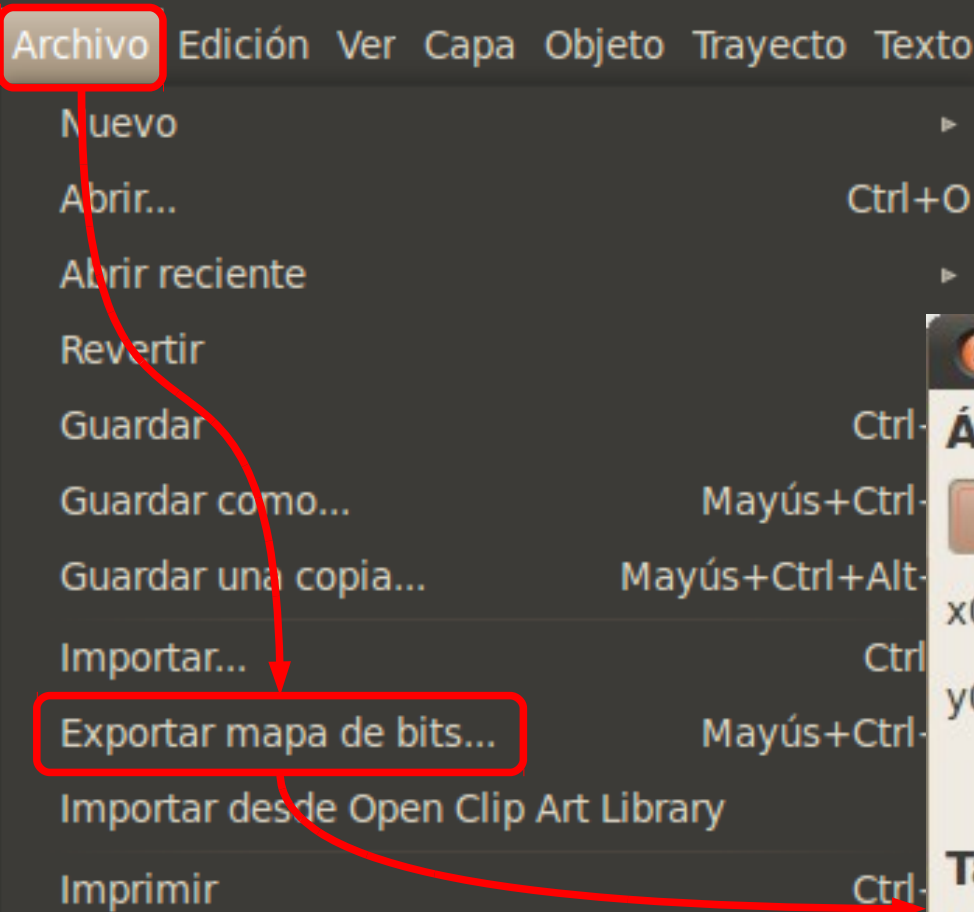 Archivo Edición Ver Capa Objeto Trayecto Texto
Nuevo
Abrir... Ctrl+O
Abrir reciente
Revertir
Guardar Ctrl-
Guardar como... Mayús+Ctrl-
Guardar una copia... Mayús+Ctrl+Alt-
Importar... Ctrl
Exportar mapa de bits... Mayús+Ctrl-
Importar desde Open Clip Art Library
Imprimir Ctrl-